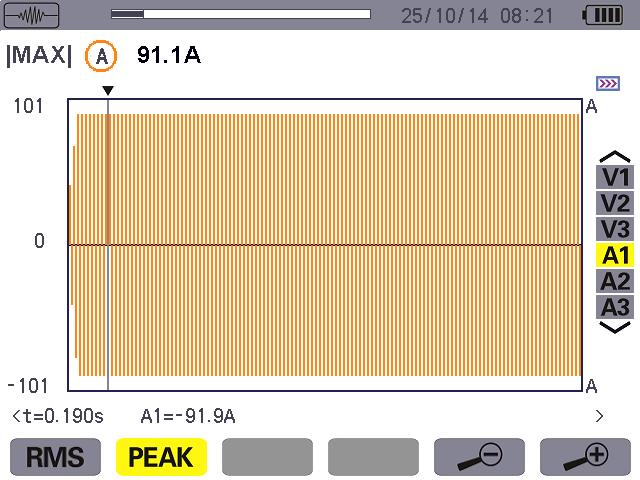 25/10/14 08:21
|MAX| A 91.1A
>>>
101 A
V1
V2
V3
0
A1
A2
A3
-101 A
<t=0.190s A1=-91.9A >
RMS PEAK